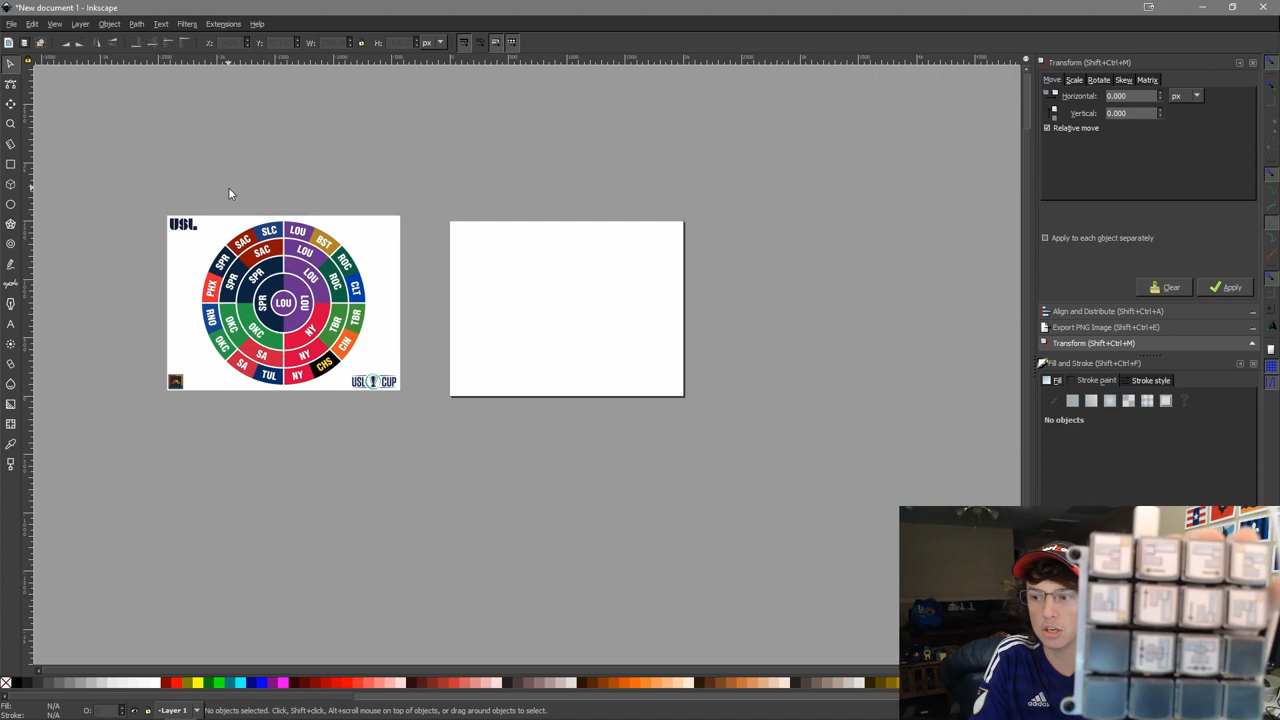 *New document 1 - Inkscape
File Edit View Layer Object Path Text Filters Extensions Help
X: Y: W: H: px
Transform (Shift+Ctrl+M)
Move Scale Rotate Skew Matrix
Horizontal: 0.000 px
Vertical: 0.000
Relative move
Apply to each object separately
Clear Apply
Align and Distribute (Shift+Ctrl+A)
Export PNG Image (Shift+Ctrl+E)
Transform (Shift+Ctrl+M)
Fill and Stroke (Shift+Ctrl+F)
Fill Stroke paint Stroke style
No objects
USL
SAC SLC LOU BST
SPR SAC LOU ROC
PHX SPR SPR LOU ROC CLT
SPR LOU LOU
RNO OKC OKC NY TBR TBR
OKC SA NY CIN
SA TUL NY CHS
USL CUP
adidas
Fill: N/A
Stroke: N/A
O:
-Layer 1
No objects selected. Click, Shift+click, Alt+scroll mouse on top of objects, or drag around objects to select.